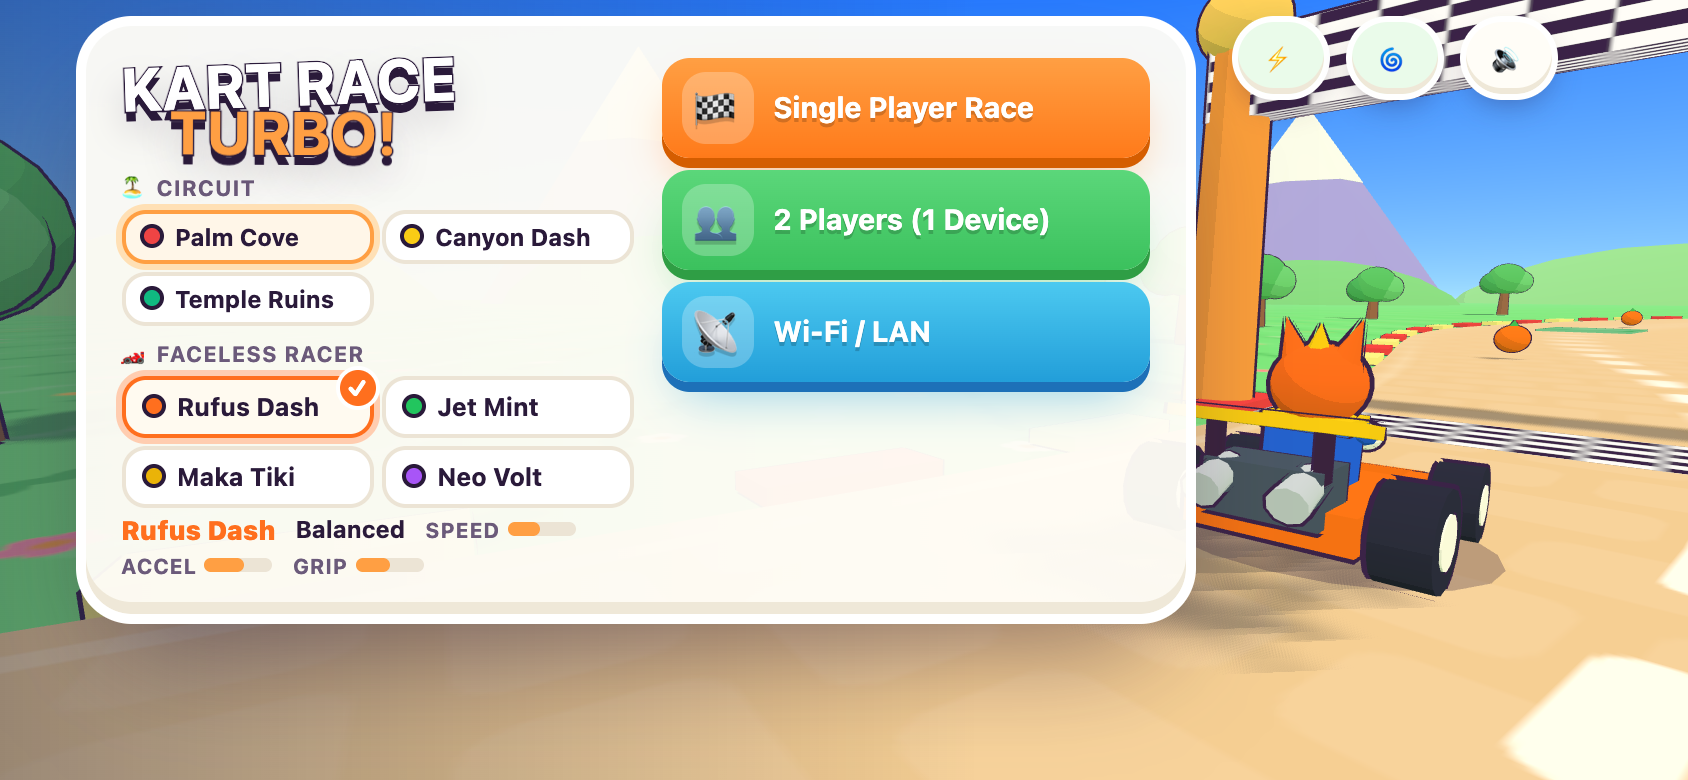 KART RACE
TURBO!
CIRCUIT
Palm Cove
Canyon Dash
Temple Ruins
FACELESS RACER
Rufus Dash
Jet Mint
Maka Tiki
Neo Volt
Rufus Dash Balanced SPEED
ACCEL GRIP
Single Player Race
2 Players (1 Device)
Wi-Fi / LAN